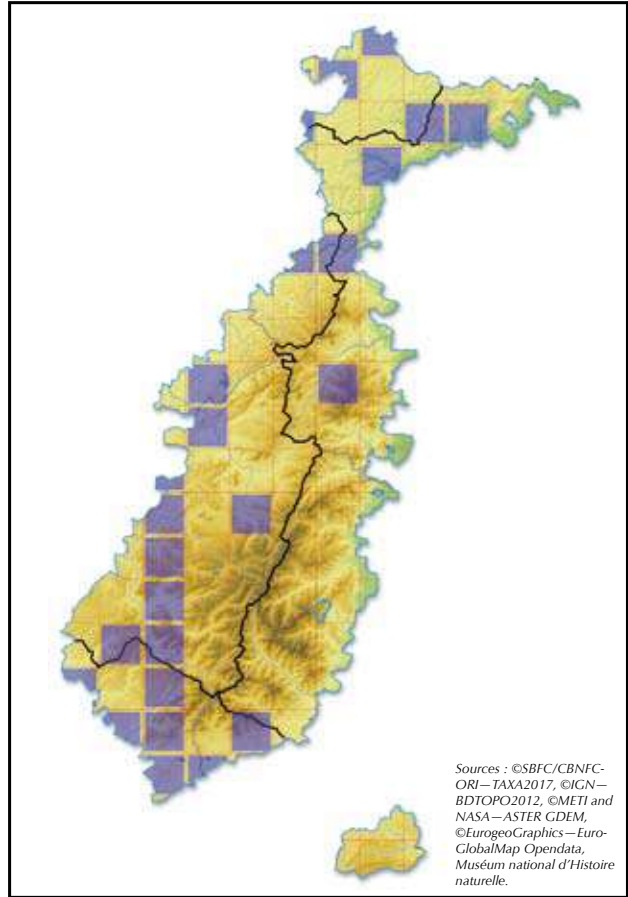 Sources : ©SBFC/CBNFC-
ORI—TAXA2017, ©IGN—
BDTOPO2012, ©METI and
NASA—ASTER GDEM,
©EurogeoGraphics—Euro-
GlobalMap Opendata,
Muséum national d'Histoire
naturelle.